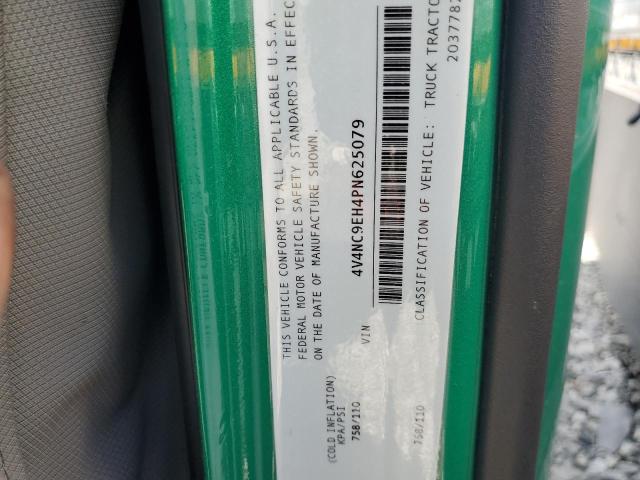 THIS VEHICLE CONFORMS TO ALL APPLICABLE U.S.A.
FEDERAL MOTOR VEHICLE SAFETY STANDARDS IN EFFEC
ON THE DATE OF MANUFACTURE SHOWN.
(COLD INFLATION)
KPA/PSI
758/110
VIN
4V4NC9EH4PN625079
758/110
CLASSIFICATION OF VEHICLE: TRUCK TRACTO
2037782